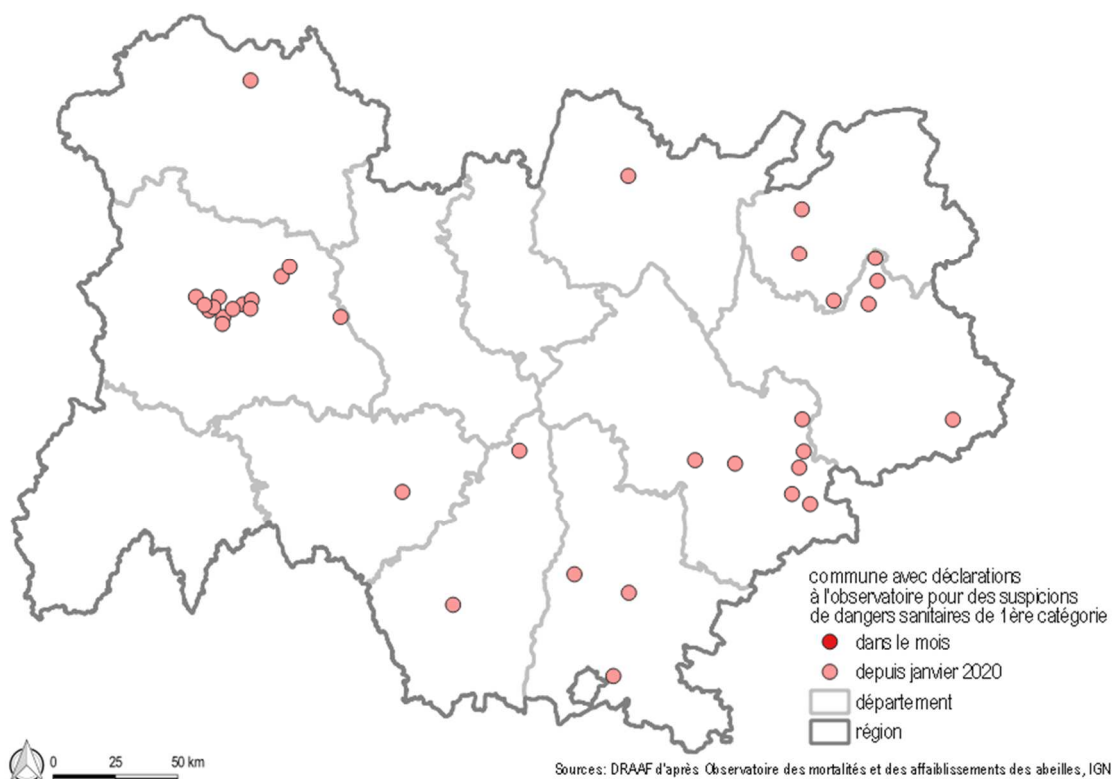 commune avec déclarations
à l'observatoire pour des suspicions
de dangers sanitaires de 1ère catégorie
dans le mois
depuis janvier 2020
département
région
0 25 50 km
Sources: DRAAF d'après Observatoire des mortalités et des affaiblissements des abeilles, IGN